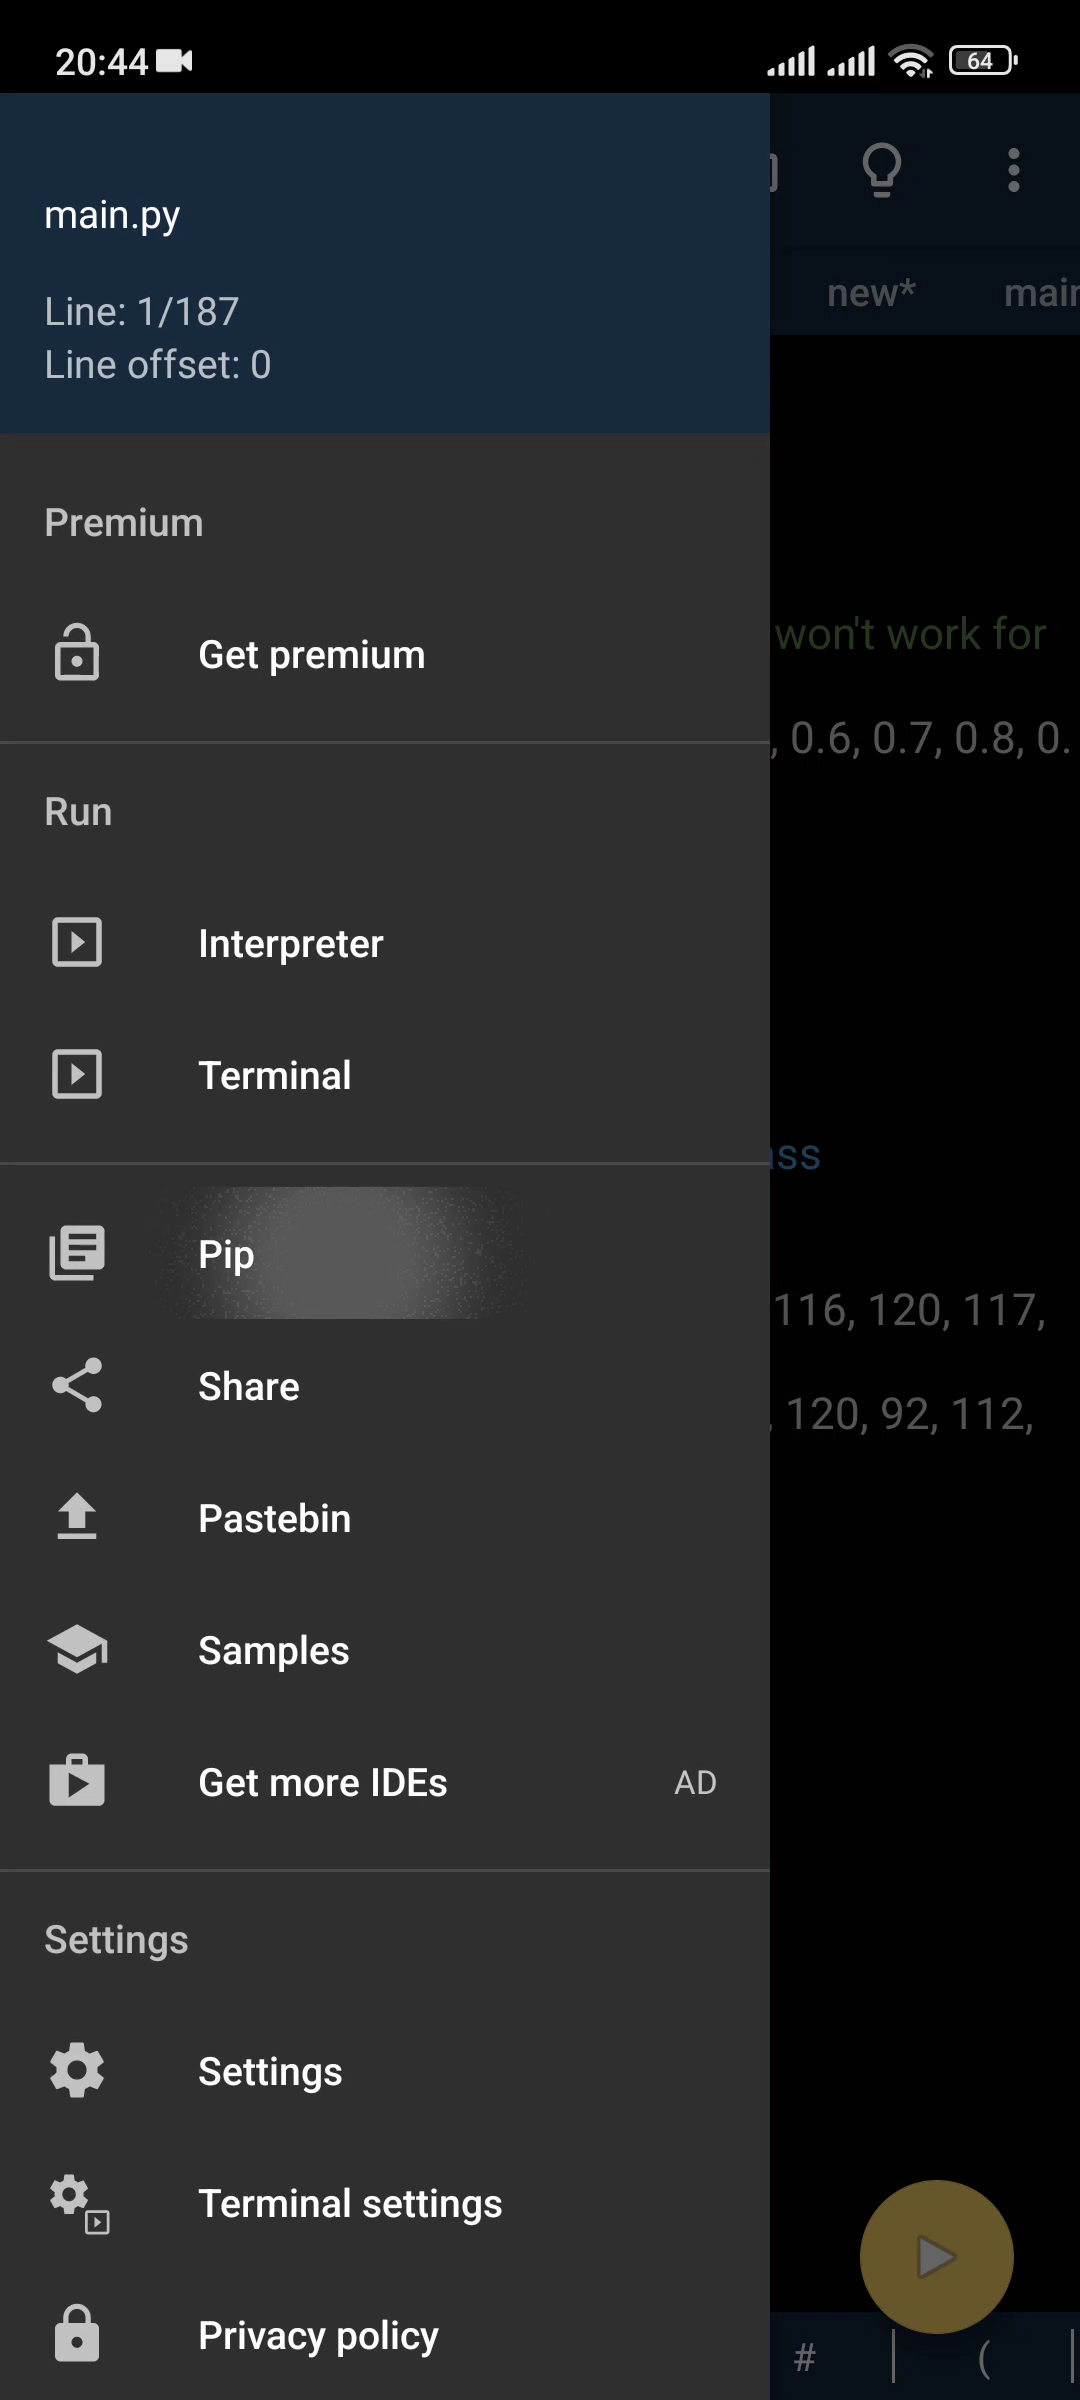 20:44
64
main.py
Line: 1/187
Line offset: 0
new*
main
Premium
Get premium
won't work for
, 0.6, 0.7, 0.8, 0.
Run
Interpreter
Terminal
ss
Pip
116, 120, 117,
Share
, 120, 92, 112,
Pastebin
Samples
Get more IDEs AD
Settings
Settings
Terminal settings
Privacy policy
# | ( |